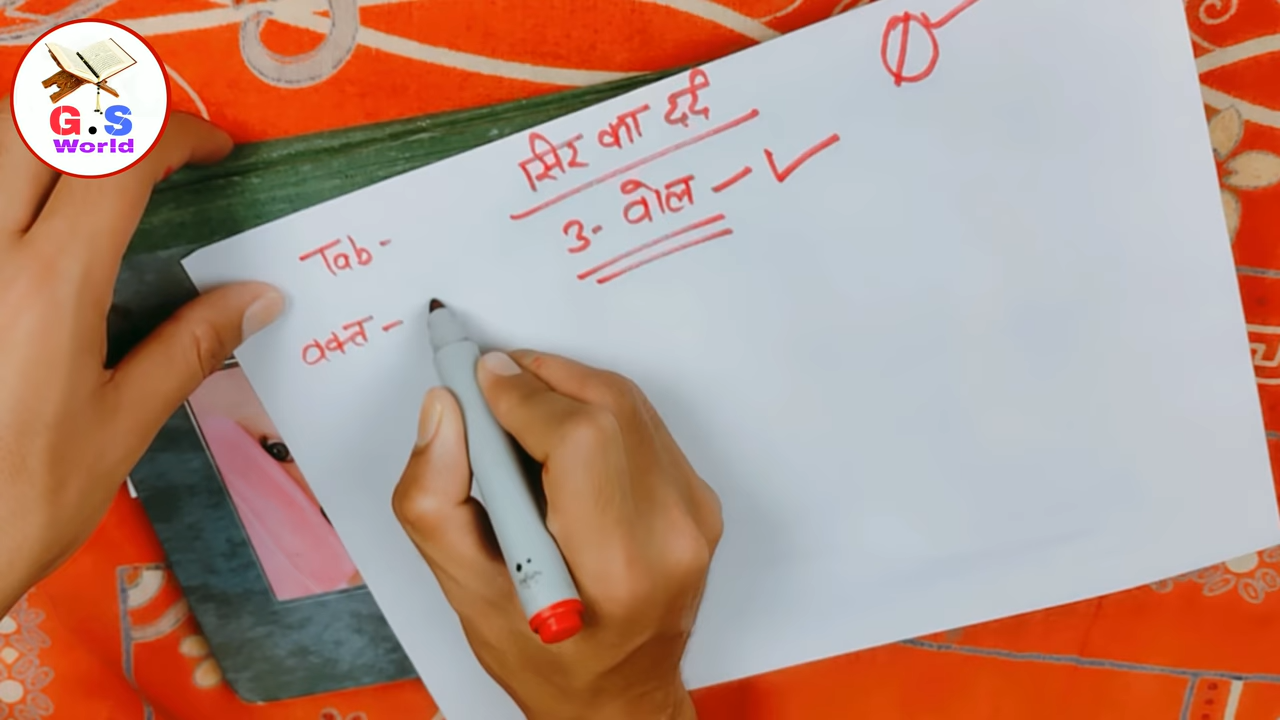 G.S
World
सिर का दर्द
3- वोल - ✓
Tab-
वक्त -